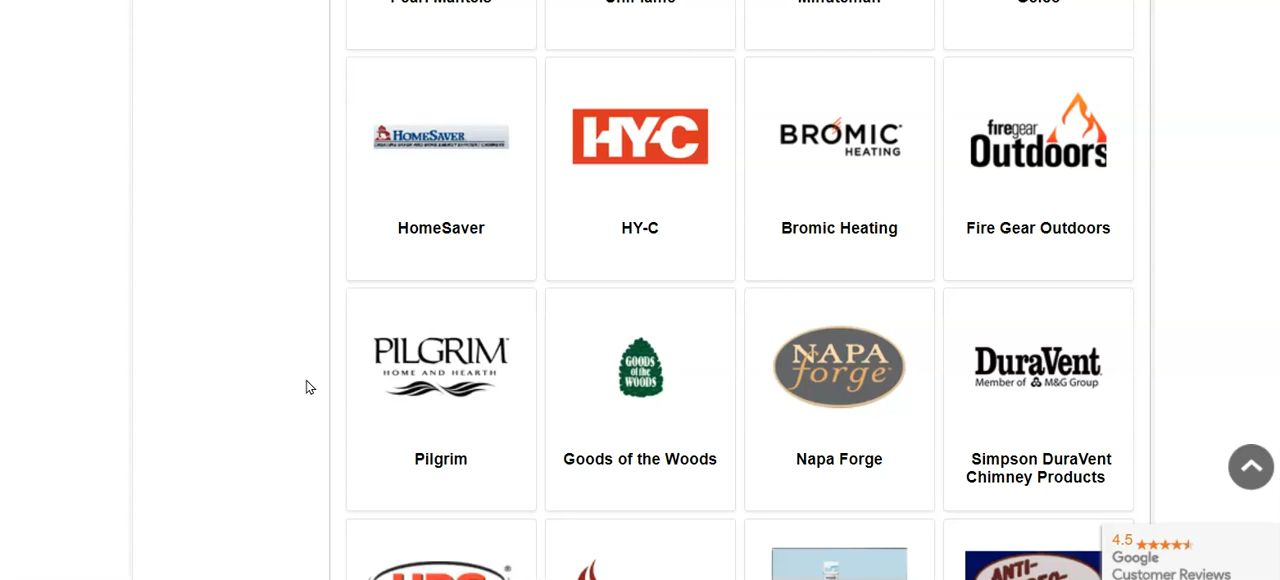 HOMESAVER
HY-C
BROMIC
HEATING
firegear
OUTDOORS
HomeSaver
HY-C
Bromic Heating
Fire Gear Outdoors
PILGRIM
HOME AND HEARTH
GOODS
of the
WOODS
NAPA
forge
DuraVent
Member of M&G Group
Pilgrim
Goods of the Woods
Napa Forge
Simpson DuraVent
Chimney Products
ANTI-
4.5
Google
Customer Reviews